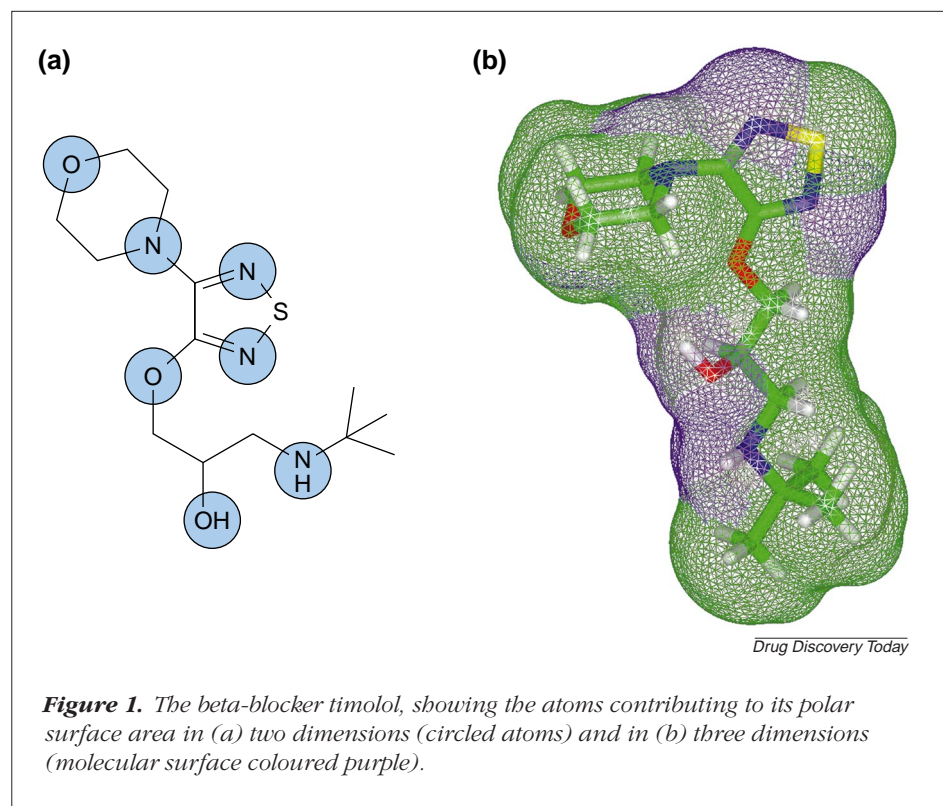 (a)
(b)
O
N
N
S
N
O
N
H
OH
Drug Discovery Today
Figure 1. The beta-blocker timolol, showing the atoms contributing to its polar
surface area in (a) two dimensions (circled atoms) and in (b) three dimensions
(molecular surface coloured purple).